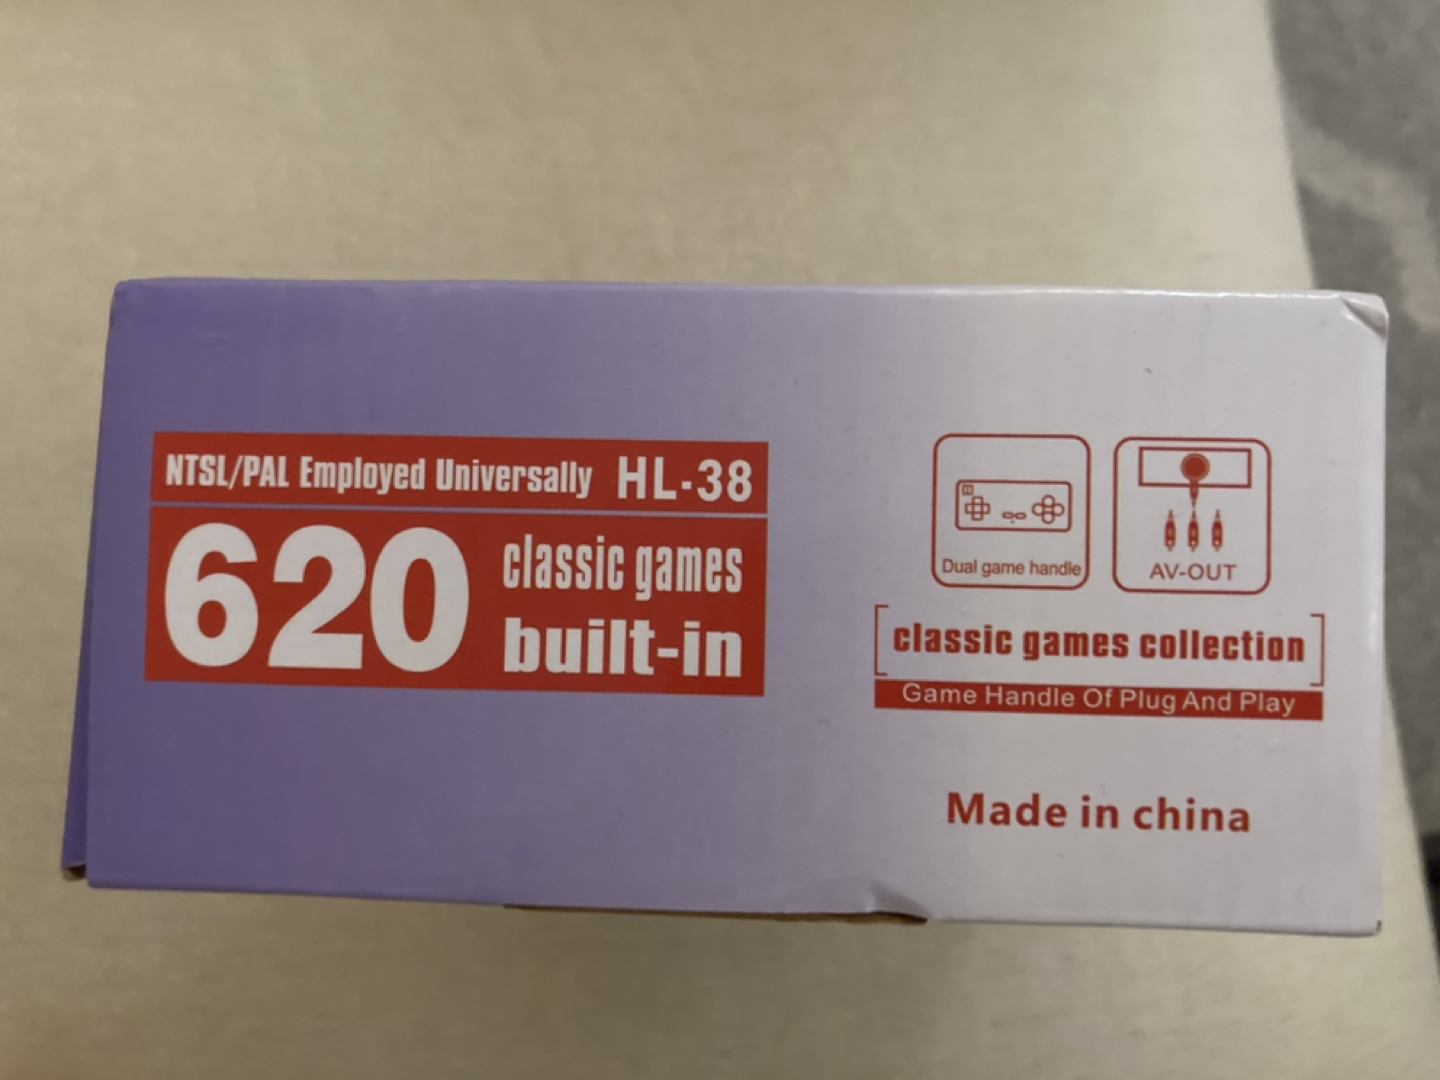 NTSL/PAL Employed Universally HL-38
620 classic games
built-in
Dual game handle
AV-OUT
classic games collection
Game Handle Of Plug And Play
Made in china